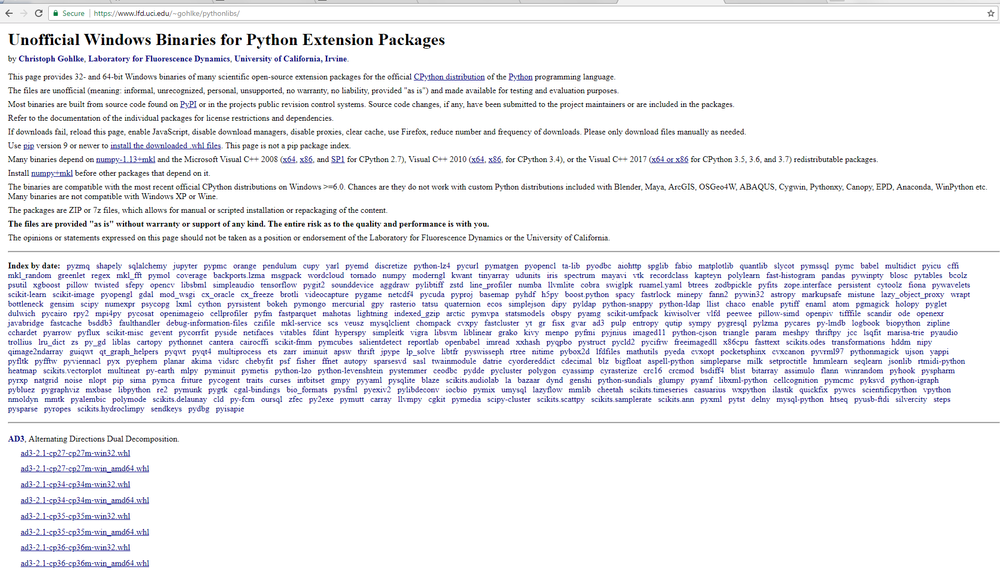 Secure https://www.lfd.uci.edu/~gohlke/pythonlibs/
Unofficial Windows Binaries for Python Extension Packages
by Christoph Gohlke, Laboratory for Fluorescence Dynamics, University of California, Irvine.
This page provides 32- and 64-bit Windows binaries of many scientific open-source extension packages for the official CPython distribution of the Python programming language.
The files are unofficial (meaning: informal, unrecognized, personal, unsupported, no warranty, no liability, provided "as is") and made available for testing and evaluation purposes.
Most binaries are built from source code found on PyPI or in the projects public revision control systems. Source code changes, if any, have been submitted to the project maintainers or are included in the packages.
Refer to the documentation of the individual packages for license restrictions and dependencies.
If downloads fail, reload this page, enable JavaScript, disable download managers, disable proxies, clear cache, use Firefox, reduce number and frequency of downloads. Please only download files manually as needed.
Use pip version 9 or newer to install the downloaded .whl files. This page is not a pip package index.
Many binaries depend on numpy-1.13+mkl and the Microsoft Visual C++ 2008 (x64, x86, and SP1 for CPython 2.7), Visual C++ 2010 (x64, x86, for CPython 3.4), or the Visual C++ 2017 (x64 or x86 for CPython 3.5, 3.6, and 3.7) redistributable packages.
Install numpy+mkl before other packages that depend on it.
The binaries are compatible with the most recent official CPython distributions on Windows >=6.0. Chances are they do not work with custom Python distributions included with Blender, Maya, ArcGIS, OSGeo4W, ABAQUS, Cygwin, Pythonxy, Canopy, EPD, Anaconda, WinPython etc.
Many binaries are not compatible with Windows XP or Wine.
The packages are ZIP or 7z files, which allows for manual or scripted installation or repackaging of the content.
The files are provided "as is" without warranty or support of any kind. The entire risk as to the quality and performance is with you.
The opinions or statements expressed on this page should not be taken as a position or endorsement of the Laboratory for Fluorescence Dynamics or the University of California.
Index by date: pyzmq shapely sqlalchemy jupyter pypmc orange pendulum cupy yarl pyemd discretize python-lz4 pycurl pymatgen pyopencl ta-lib pyodbc aiohttp spglib fabio matplotlib quantlib slycot pymssql pymc babel multidict pyicu cffi
mkl_random greenlet regex mkl_fft pymol coverage backports.lzma msgpack wordcloud tornado numpy moderngl kwant tinyarray udunits iris spectrum mayavi vtk recordclass kapteyn polylearn fast-histogram pandas pywinpty blosc pytables bcolz
psutil xgboost pillow twisted sfepy opencv libsbml simpleaudio tensorflow pygit2 sounddevice aggdraw pylibtiff zstd line_profiler numba llvmlite cobra swiglpk ruamel.yaml btrees zodbpickle pyfits zope.interface persistent cytoolz fiona pywavelets
scikit-learn scikit-image pyopengl gdal mod_wsgi cx_oracle cx_freeze brotli videocapture pygame netcdf4 pycuda pyproj basemap pyhdf h5py boost.python spacy fastrlock minepy fann2 pywin32 astropy markupsafe mistune lazy_object_proxy wrapt
bottleneck gensim scipy numexpr psycopg lxml cython pyrsistent bokeh pymongo mercurial gpy rasterio tatsu quaternion ecos simplejson dipy pyldap python-snappy python-ldap llist chaco enable pytiff enaml atom pgmagick holopy pyglet
dulwich pycairo rpy2 mpi4py pycosat openimageio cellprofiler pyfm fastparquet mahotas lightning indexed_gzip arctic pymvpa statsmodels obspy pyamg scikit-umfpack kiwisolver vlfd peewee pillow-simd openpiv tifffile scandir ode openexr
javabridge fastcache bsddb3 faulthandler debug-information-files czifile mkl-service scs veusz mysqlclient chompack cvxpy fastcluster yt gr fisx gvar ad3 pulp entropy qutip sympy pygresql pylzma pycares py-lmdb logbook biopython zipline
cchardet pyarrow pyflux scikit-misc gevent pycorrfit pyside netifaces vitables fdint hyperspy simpleitk vigra libsvm liblinear grako kivy menpo pyfmi pyjnius imaged11 python-cjson triangle param meshpy thriftpy jcc lsqfit marisa-trie pyaudio
trollius lru_dict zs py_gd liblas cartopy pythonnet cantera cairocffi scikit-fmm pymcubes salientdetect reportlab openbabel imread xxhash pyqpbo pystruct pycld2 pycifrw freeimagedll x86cpu fasttext scikits.odes transformations hddm nipy
qimage2ndarray guiqwt qt_graph_helpers pyqwt pyqt4 multiprocess ets zarr iminuit apsw thrift jpype lp_solve libtfr pyswisseph rtree nitime pybox2d lfdfiles mathutils pyeda cvxopt pocketsphinx cvxcanon pyvrml97 pythonmagick ujson yappi
pyfltk pyfftw pyviennacl pyx pyephem planar akima vidsrc chebyfit psf fisher ffnet autopy sparsesvd sasl twainmodule datrie cyordereddict cdecimal blz bigfloat aspell-python simpleparse milk setproctitle hmmlearn seqlearn jsonlib rtmidi-python
heatmap scikits.vectorplot multineat py-earth mlpy pyminuit pymetis python-lzo python-levenshtein pystemmer ceodbc pydde pycluster polygon cyassimp cyrasterize crc16 crcmod bsdiff4 blist bitarray assimulo flann winrandom pyhook pyspharm
pyrxp natgrid noise nlopt pip sima pymca friture pycogent traits curses intbitset gmpy pyyaml pysqlite blaze scikits.audiolab la bazaar dynd genshi python-sundials glumpy pyamf libxml-python cellcognition pymcmc pyksvd python-igraph
pybluez pygraphviz mxbase libpython re2 pymunk pygtk cgal-bindings bio_formats pysfml pyexiv2 pylibdeconv iocbio pymix umysql lazyflow mmlib cheetah scikits.timeseries casuarius wxpython ilastik quickfix pywcs scientificpython vpython
nmoldyn mmtk pyalembic polymode scikits.delaunay cld py-fcm oursql zfec py2exe pymutt carray llvmpy cgkit pymedia scipy-cluster scikits.scattpy scikits.samplerate scikits.ann pyxml pytst delny mysql-python htseq pyusb-ftdi silvercity steps
pysparse pyropes scikits.hydroclimpy sendkeys pydbg pyisapie
AD3, Alternating Directions Dual Decomposition.
ad3-2.1-cp27-cp27m-win32.whl
ad3-2.1-cp27-cp27m-win_amd64.whl
ad3-2.1-cp34-cp34m-win32.whl
ad3-2.1-cp34-cp34m-win_amd64.whl
ad3-2.1-cp35-cp35m-win32.whl
ad3-2.1-cp35-cp35m-win_amd64.whl
ad3-2.1-cp36-cp36m-win32.whl
ad3-2.1-cp36-cp36m-win_amd64.whl